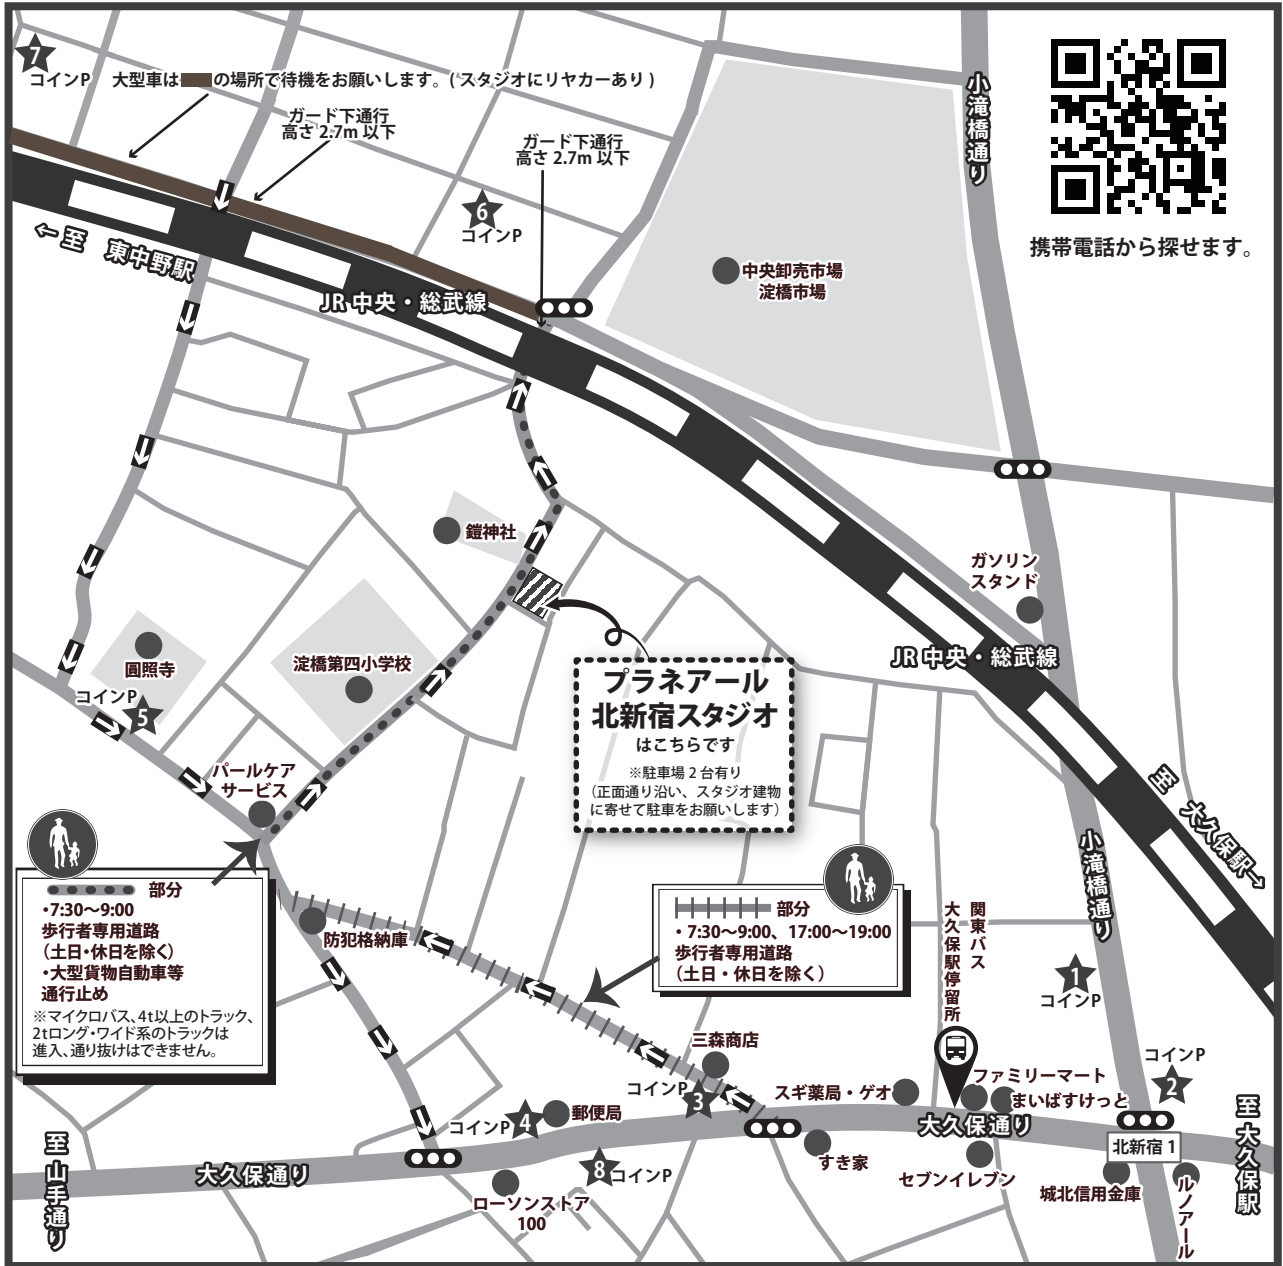 7
コインP
大型車は の場所で待機をお願いします。( スタジオにリヤカーあり )
ガード下通行
高さ 2.7m 以下
ガード下通行
高さ 2.7m 以下
6
コインP
小滝橋通り
携帯電話から探せます。
← 至 東中野駅
JR 中央・総武線
中央卸売市場
淀橋市場
鎧神社
ガソリン
スタンド
圓照寺
淀橋第四小学校
コインP
5
JR 中央・総武線
プラネアール
北新宿スタジオ
はこちらです
※駐車場 2 台有り
(正面通り沿い、スタジオ建物
に寄せて駐車をお願いします)
パールケア
サービス
至 大久保駅→
小滝橋通り
部分
・7:30〜9:00
歩行者専用道路
(土日・休日を除く)
・大型貨物自動車等
通行止め
※マイクロバス、4t以上のトラック、
2tロング・ワイド系のトラックは
進入、通り抜けはできません。
防犯格納庫
部分
・7:30〜9:00、17:00〜19:00
歩行者専用道路
(土日・休日を除く)
関東バス
大久保駅停留所
1
コインP
三森商店
コインP
3
スギ薬局・ゲオ
ファミリーマート
まいばすけっと
コインP
2
コインP
4
郵便局
大久保通り
北新宿 1
至 大久保駅
至 山手通り
大久保通り
8
コインP
すき家
セブンイレブン
城北信用金庫
ルノアール
ローソンストア
100